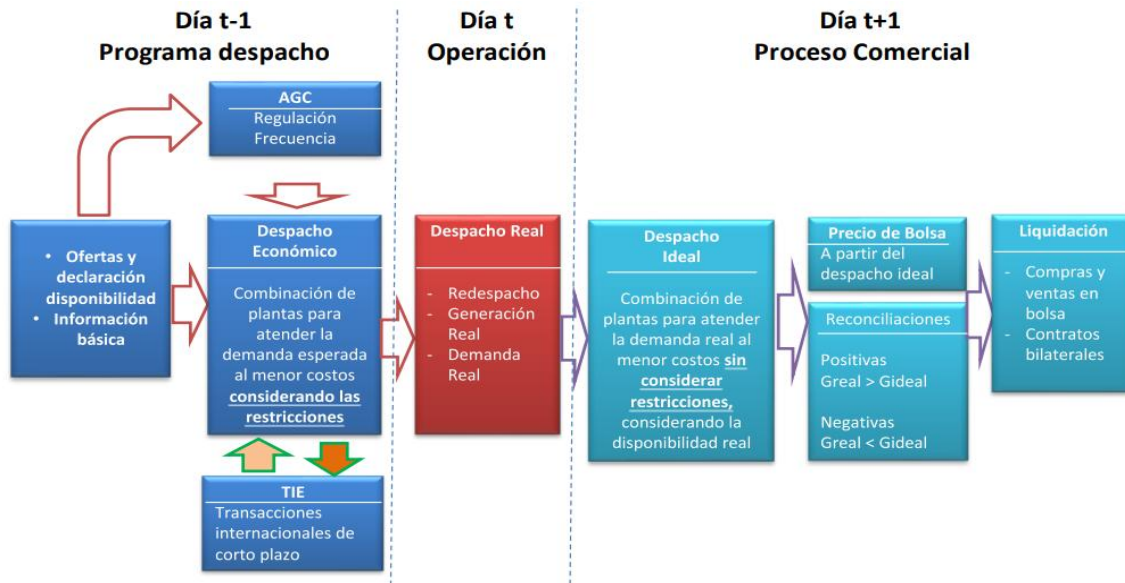 Día t-1
Programa despacho
Día t
Operación
Día t+1
Proceso Comercial
AGC
Regulación
Frecuencia
• Ofertas y
declaración
disponibilidad
• Información
básica
Despacho
Económico
Combinación de
plantas para
atender la
demanda esperada
al menor costos
considerando las
restricciones
TIE
Transacciones
internacionales de
corto plazo
Despacho Real
- Redespacho
- Generación
Real
- Demanda
Real
Despacho
Ideal
Combinación de
plantas para atender
la demanda real al
menor costos sin
considerar
restricciones,
considerando la
disponibilidad real
Precio de Bolsa
A partir del
despacho ideal
Reconciliaciones
Positivas
Greal > Gideal
Negativas
Greal < Gideal
Liquidación
- Compras y
ventas en
bolsa
- Contratos
bilaterales